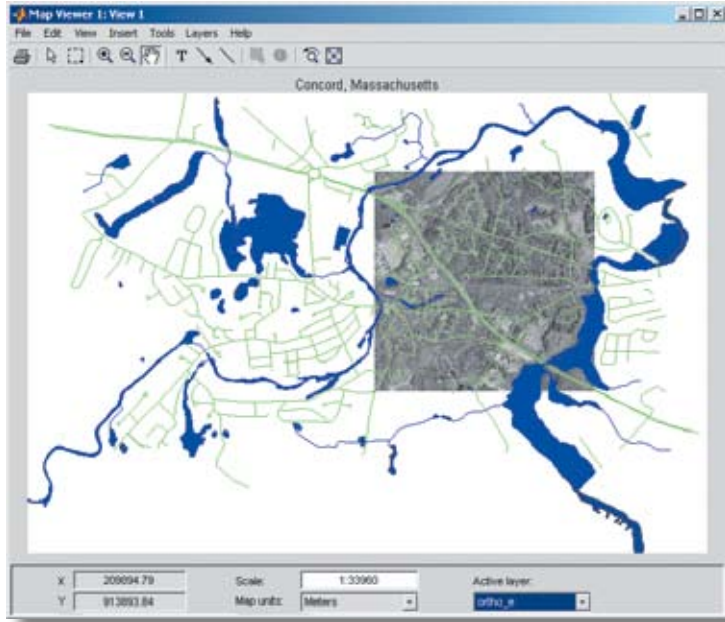 Map Viewer 1: View 1
File Edit View Insert Tools Layers Help
T
Concord, Massachusetts
X 209894.79 Scale: 1:33960 Active layer:
Y 913893.84 Map units: Meters ortho_e